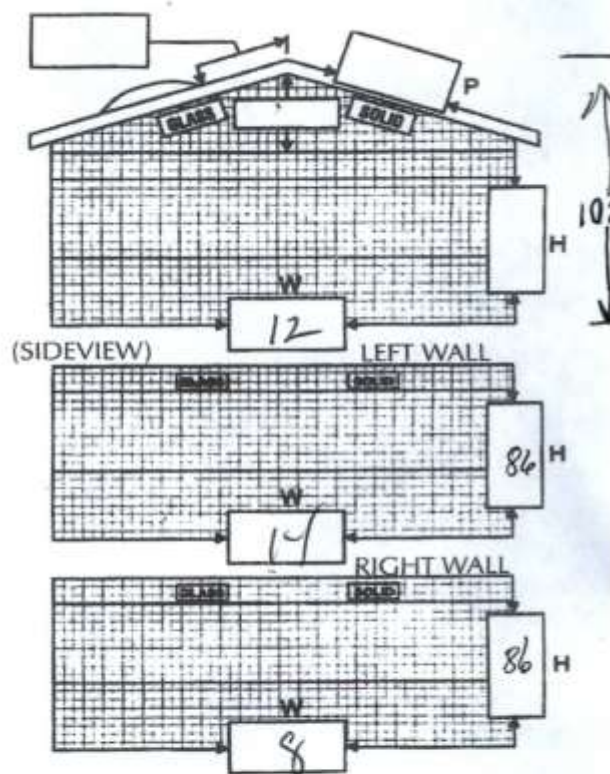 P
GLASS SOLID
H
W
12
(SIDEVIEW) LEFT WALL
GLASS SOLID
86 H
W
14
RIGHT WALL
GLASS SOLID
86 H
W
8